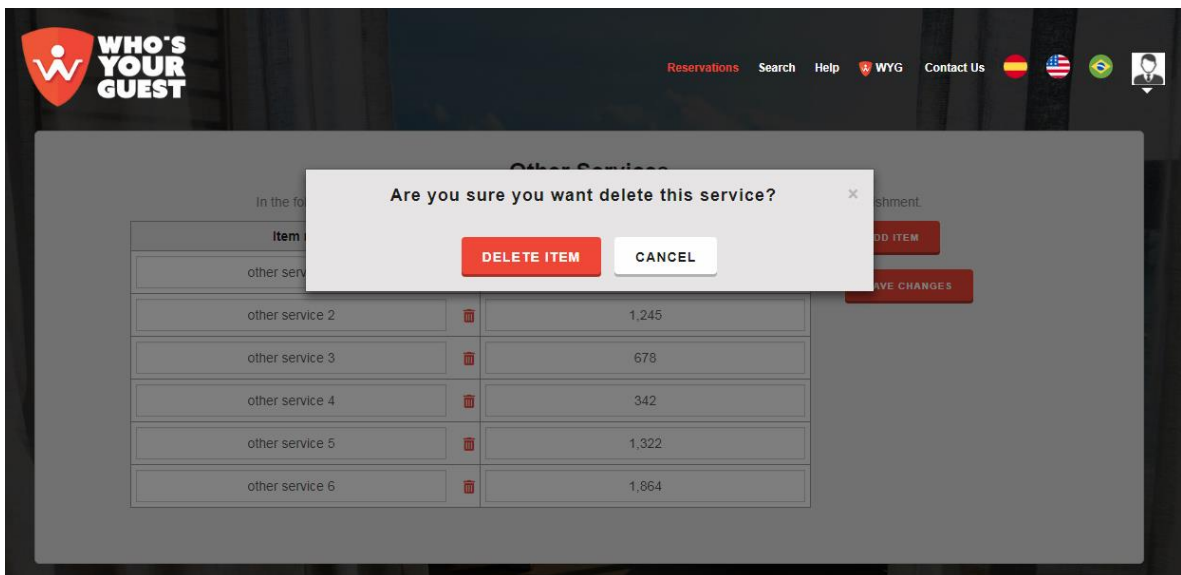 WHO'S
YOUR
GUEST
Reservations Search Help WYG Contact Us
Other Services
Are you sure you want delete this service? ×
In the fo shment.
Item
DELETE ITEM CANCEL
DD ITEM
other serv
AVE CHANGES
other service 2 1,245
other service 3 678
other service 4 342
other service 5 1,322
other service 6 1,864